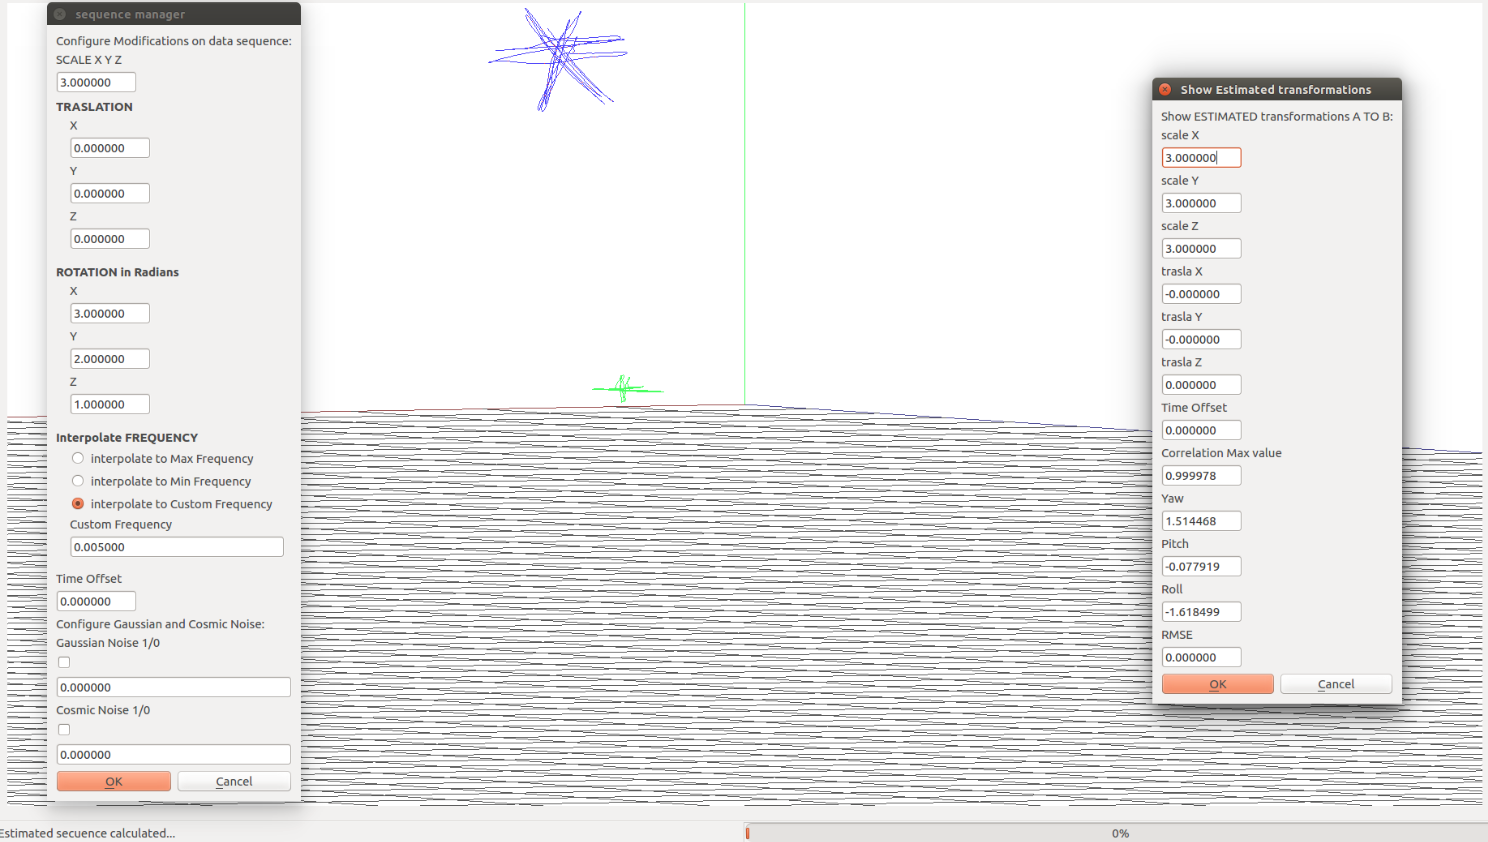 sequence manager
Configure Modifications on data sequence:
SCALE X Y Z
3.000000
TRASLATION
X
0.000000
Y
0.000000
Z
0.000000
ROTATION in Radians
X
3.000000
Y
2.000000
Z
1.000000
Interpolate FREQUENCY
interpolate to Max Frequency
interpolate to Min Frequency
interpolate to Custom Frequency
Custom Frequency
0.005000
Time Offset
0.000000
Configure Gaussian and Cosmic Noise:
Gaussian Noise 1/0
0.000000
Cosmic Noise 1/0
0.000000
OK Cancel
Show Estimated transformations
Show ESTIMATED transformations A TO B:
scale X
3.000000
scale Y
3.000000
scale Z
3.000000
trasla X
-0.000000
trasla Y
-0.000000
trasla Z
0.000000
Time Offset
0.000000
Correlation Max value
0.999978
Yaw
1.514468
Pitch
-0.077919
Roll
-1.618499
RMSE
0.000000
OK Cancel
Estimated secuence calculated...
0%